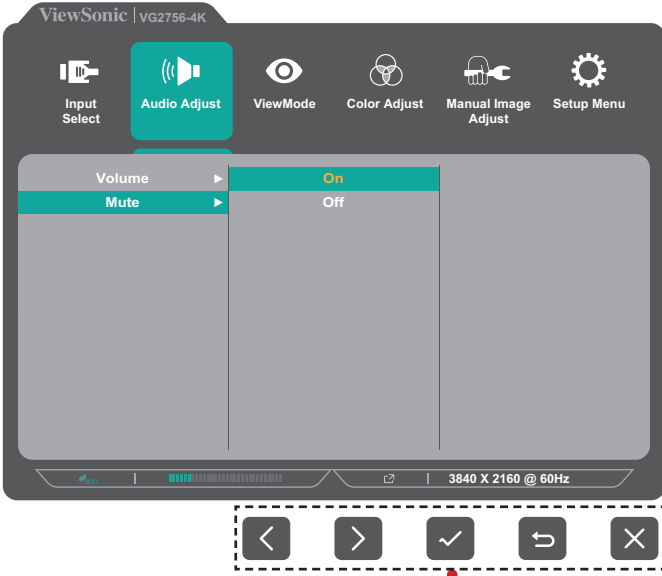 ViewSonic | VG2756-4K
Input Select
Audio Adjust
ViewMode
Color Adjust
Manual Image Adjust
Setup Menu
Volume
On
Mute
Off
eco
3840 X 2160 @ 60Hz